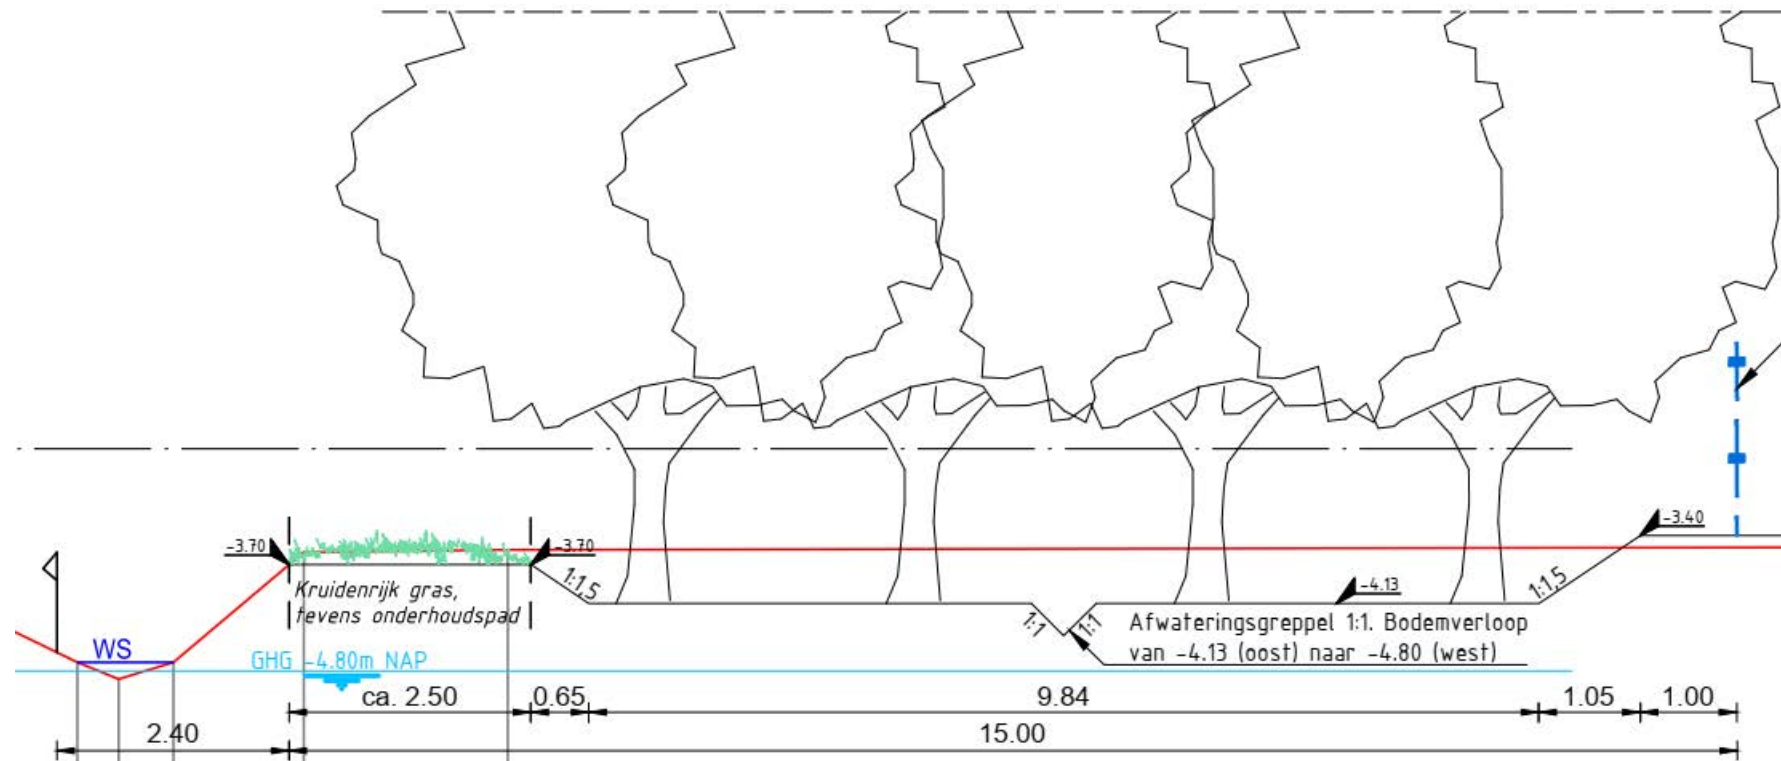 -3.40
-3.70
-3.70
1:1,5
1:1,5
-4.13
Kruidenrijk gras,
tevens onderhoudspad
1:1
1:1
Afwateringsgreppel 1:1. Bodemverloop
van -4.13 (oost) naar -4.80 (west)
WS
GHG -4.80m NAP
ca. 2.50
0.65
9.84
1.05
1.00
2.40
15.00